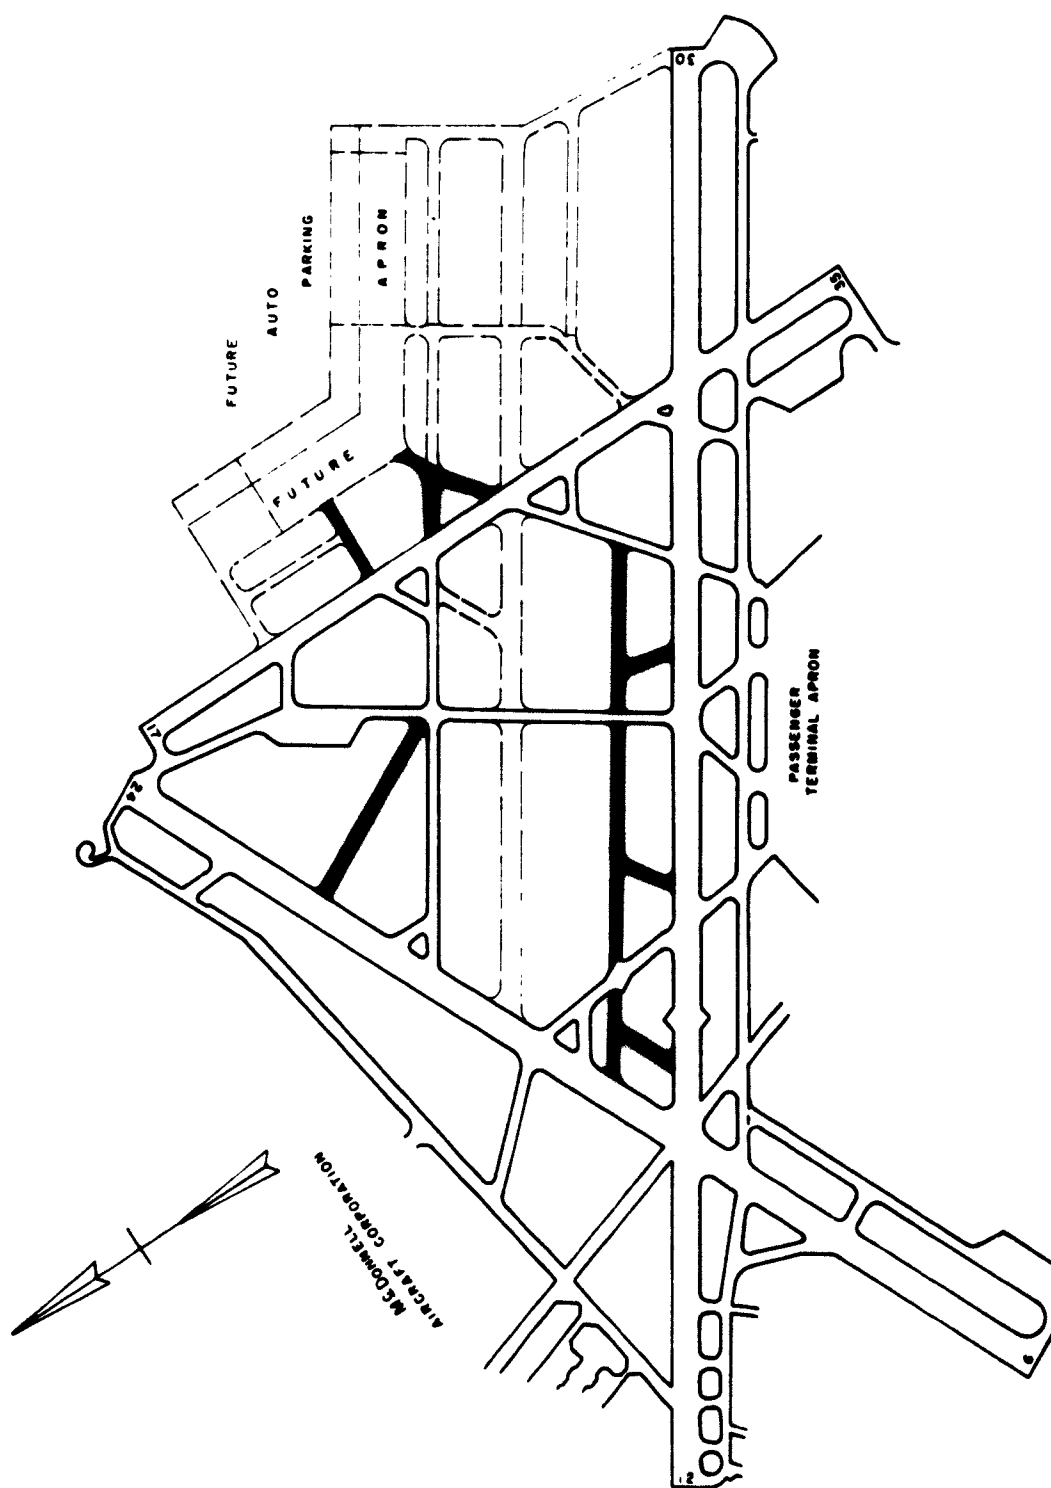 30
FUTURE
AUTO
PARKING
APRON
FUTURE
35
17
24
PASSENGER
TERMINAL APRON
McDONNELL
AIRCRAFT CORPORATION
6
12